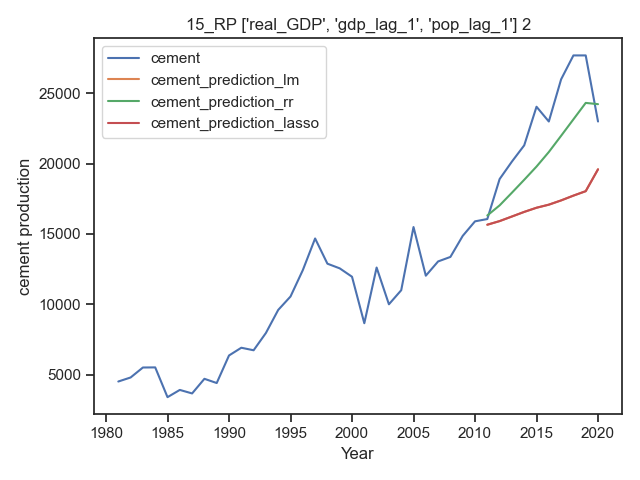 15_RP ['real_GDP', 'gdp_lag_1', 'pop_lag_1'] 2
cement
cement_prediction_lm
cement_prediction_rr
cement_prediction_lasso
25000
20000
15000
10000
5000
cement production
1980 1985 1990 1995 2000 2005 2010 2015 2020
Year